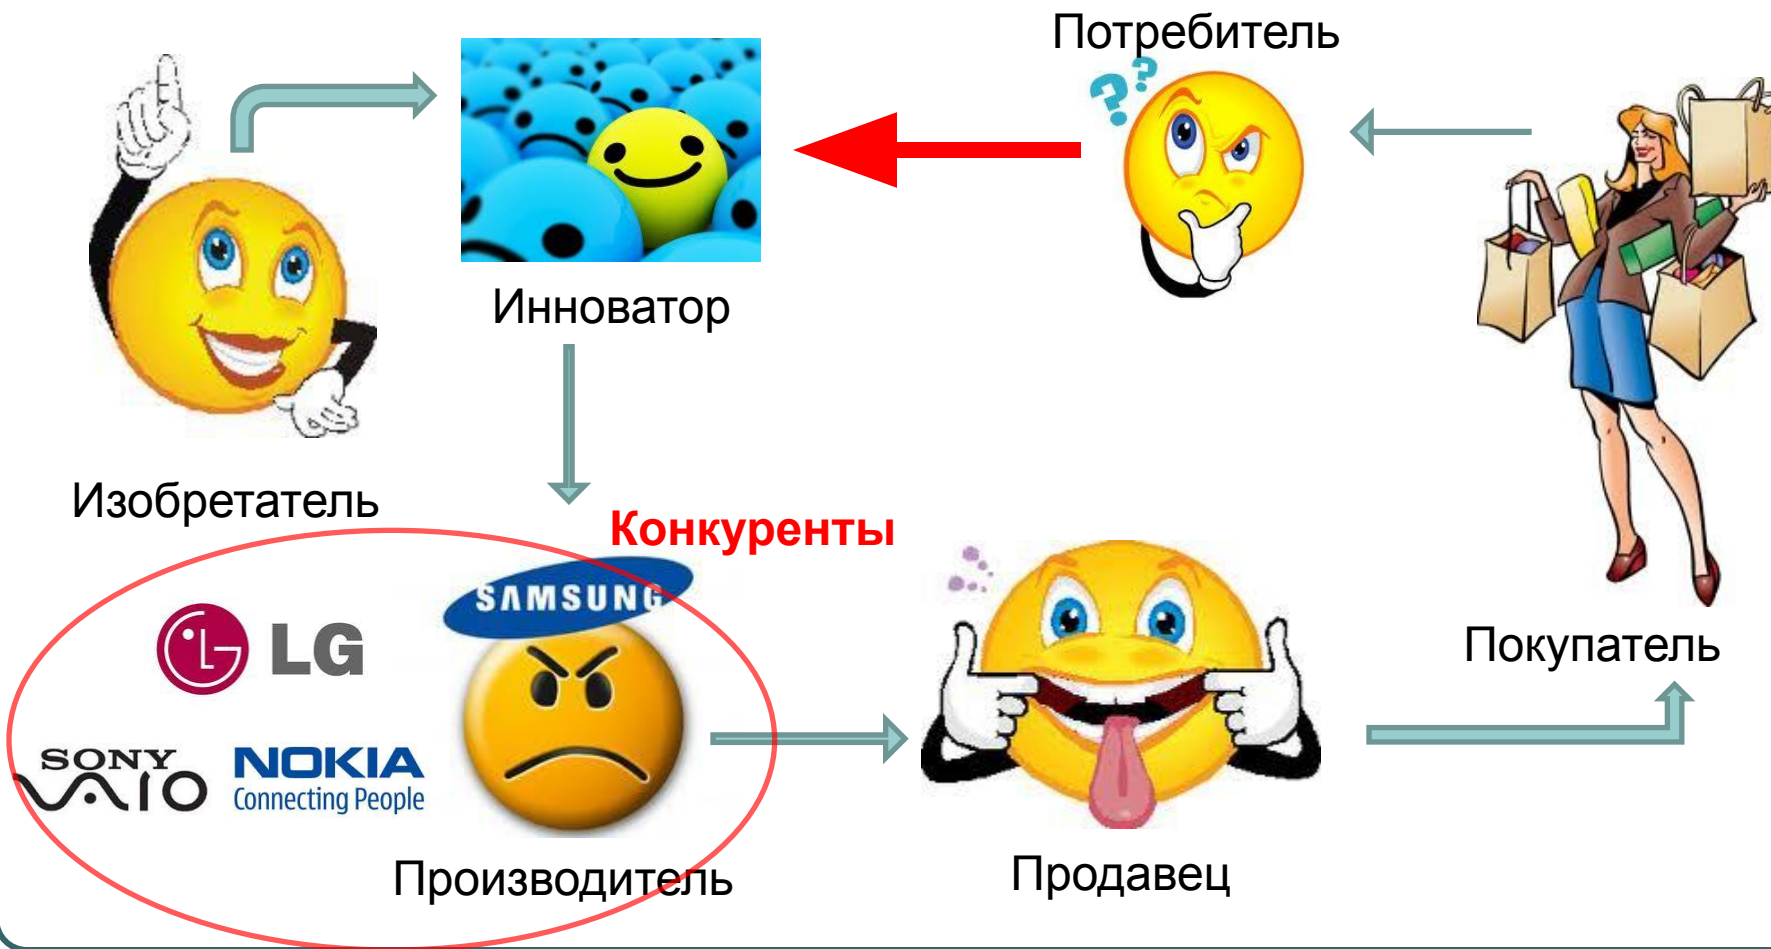 Потребитель
??
Инноватор
Изобретатель
Конкуренты
SAMSUNG
LG
Покупатель
SONY
VAIO
NOKIA
Connecting People
Производитель
Продавец